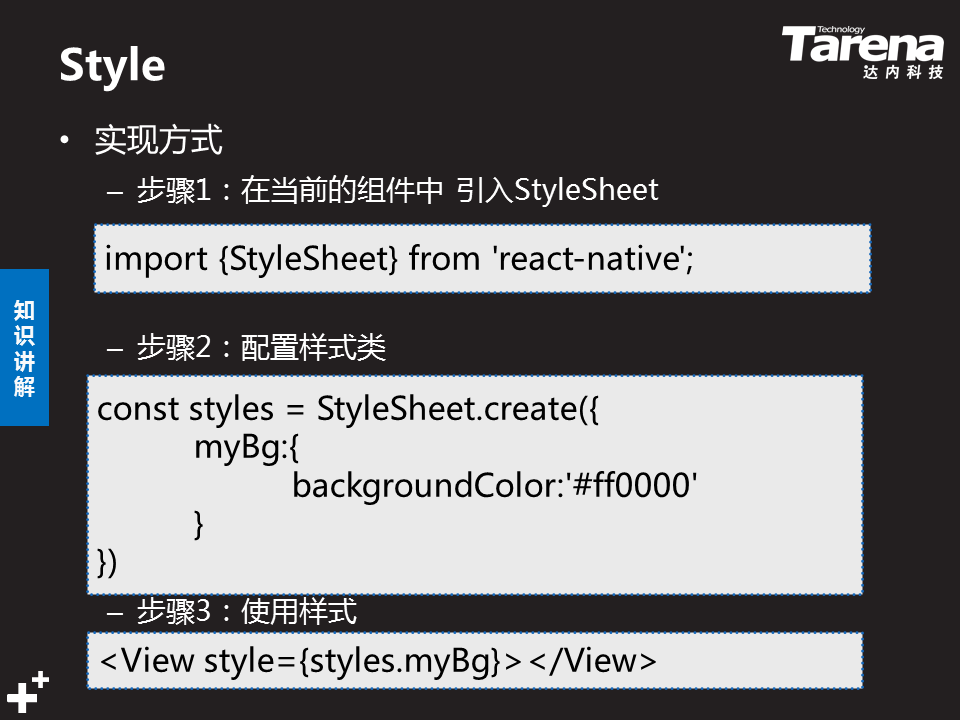 Style
Technology
Tarena
达内科技
• 实现方式
– 步骤1：在当前的组件中 引入StyleSheet
import {StyleSheet} from 'react-native';
知识讲解
– 步骤2：配置样式类
const styles = StyleSheet.create({
myBg:{
backgroundColor:'#ff0000'
}
})
– 步骤3：使用样式
<View style={styles.myBg}></View>